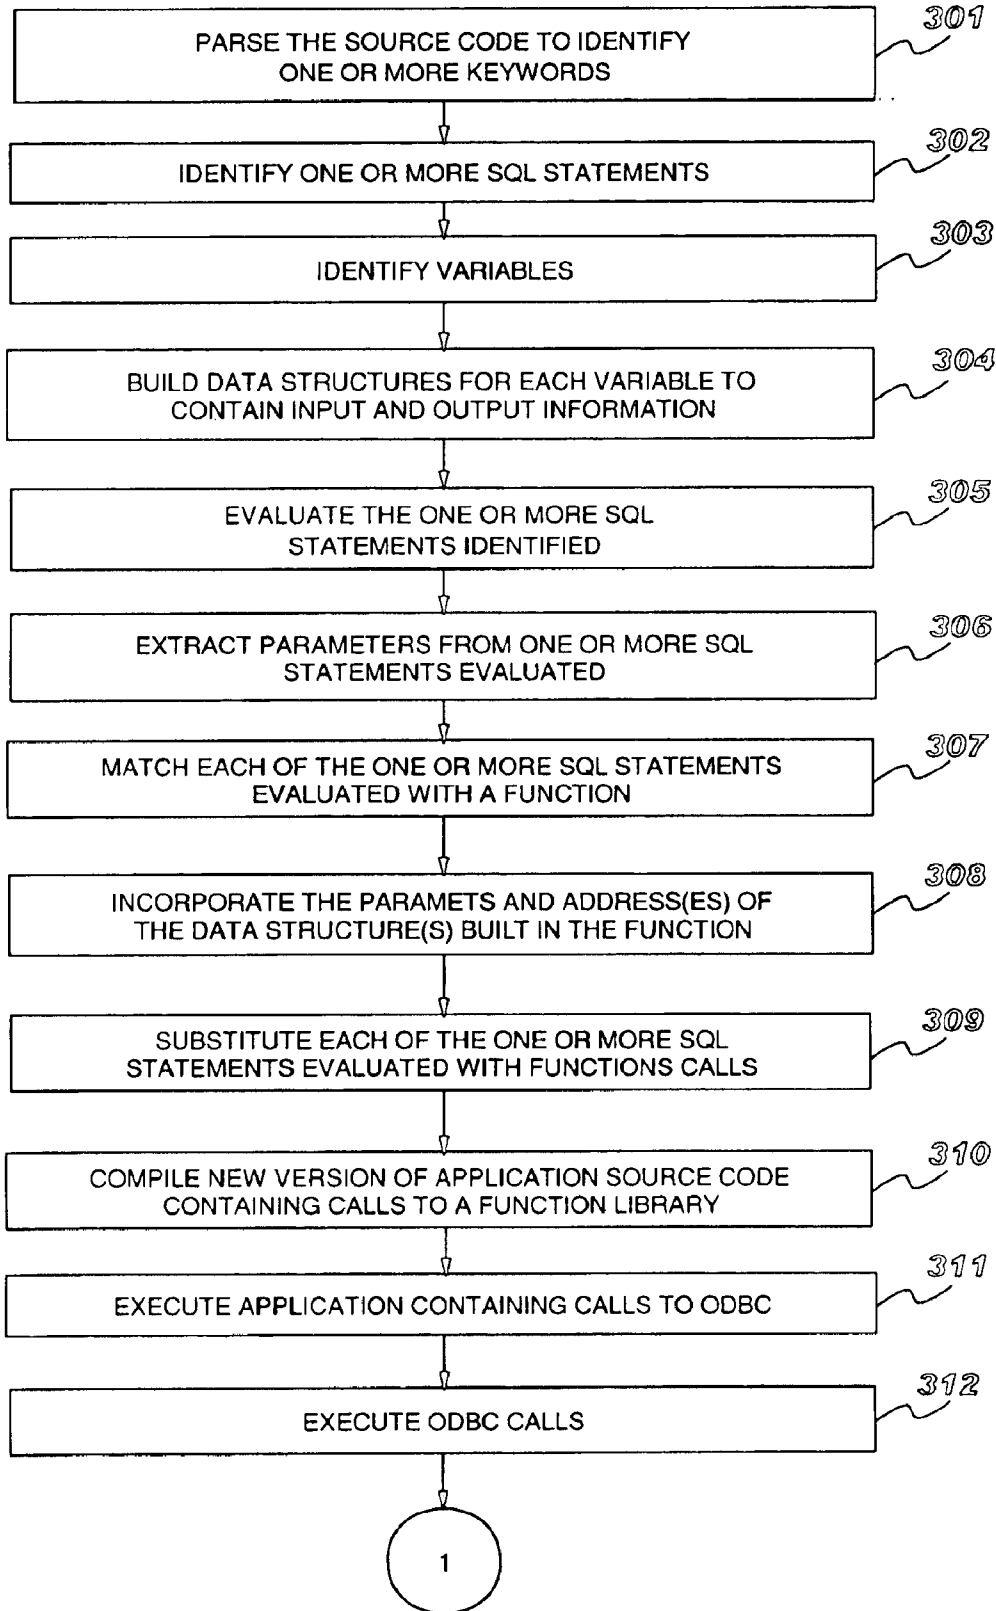 301
PARSE THE SOURCE CODE TO IDENTIFY
ONE OR MORE KEYWORDS
302
IDENTIFY ONE OR MORE SQL STATEMENTS
303
IDENTIFY VARIABLES
304
BUILD DATA STRUCTURES FOR EACH VARIABLE TO
CONTAIN INPUT AND OUTPUT INFORMATION
305
EVALUATE THE ONE OR MORE SQL
STATEMENTS IDENTIFIED
306
EXTRACT PARAMETERS FROM ONE OR MORE SQL
STATEMENTS EVALUATED
307
MATCH EACH OF THE ONE OR MORE SQL STATEMENTS
EVALUATED WITH A FUNCTION
308
INCORPORATE THE PARAMETS AND ADDRESS(ES) OF
THE DATA STRUCTURE(S) BUILT IN THE FUNCTION
309
SUBSTITUTE EACH OF THE ONE OR MORE SQL
STATEMENTS EVALUATED WITH FUNCTIONS CALLS
310
COMPILE NEW VERSION OF APPLICATION SOURCE CODE
CONTAINING CALLS TO A FUNCTION LIBRARY
311
EXECUTE APPLICATION CONTAINING CALLS TO ODBC
312
EXECUTE ODBC CALLS
1